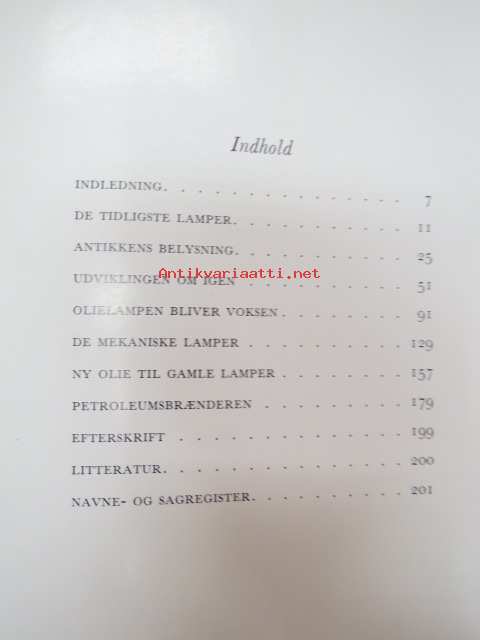 Indhold
INDLEDNING. . . . . . . . . . . . . . . 7
DE TIDLIGSTE LAMPER. . . . . . . . . . . 11
ANTIKKENS BELYSNING. . . . . . . . . . . 25
Antikvariaatti.net
UDVIKLINGEN OM IGEN . . . . . . . . . . 51
OLIELAMPEN BLIVER VOKSEN . . . . . . . . 91
DE MEKANISKE LAMPER . . . . . . . . . . 129
NY OLIE TIL GAMLE LAMPER . . . . . . . . 157
PETROLEUMSBRÆNDEREN . . . . . . . . . 179
EFTERSKRIFT . . . . . . . . . . . . . 199
LITTERATUR. . . . . . . . . . . . . . . 200
NAVNE- OG SAGREGISTER. . . . . . . . . . 201